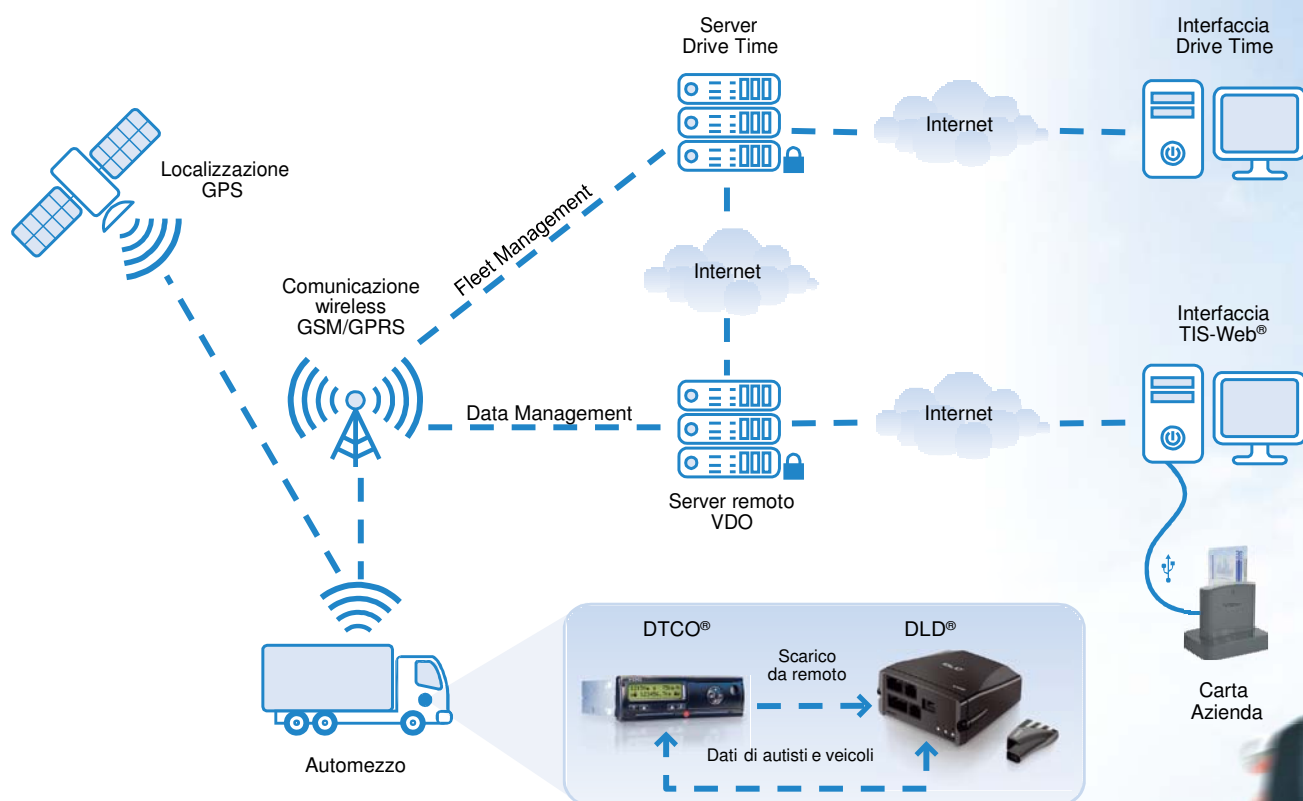 Server
Drive Time
Interfaccia
Drive Time
Internet
Localizzazione
GPS
Fleet Management
Internet
Comunicazione
wireless
GSM/GPRS
Interfaccia
TIS-Web®
Data Management
Internet
Server remoto
VDO
DTCO®
DLD®
Scarico
da remoto
Dati di autisti e veicoli
Automezzo
Carta
Azienda